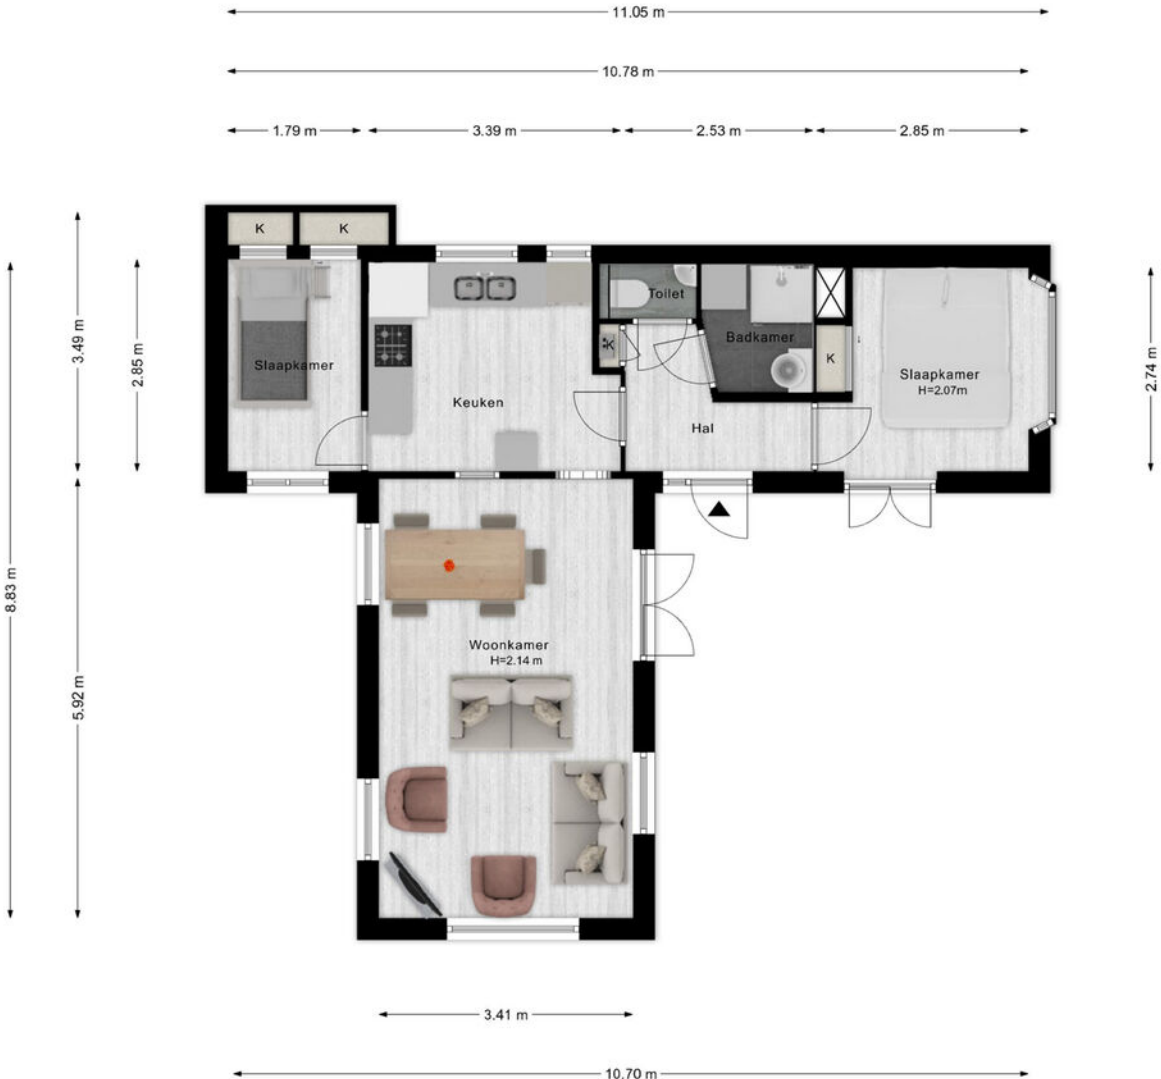 11.05 m
10.78 m
1.79 m
3.39 m
2.53 m
2.85 m
3.49 m
2.85 m
2.74 m
8.83 m
5.92 m
K
K
Slaapkamer
Keuken
K
Toilet
Badkamer
K
Hal
Slaapkamer
H=2.07m
Woonkamer
H=2.14 m
3.41 m
10.70 m